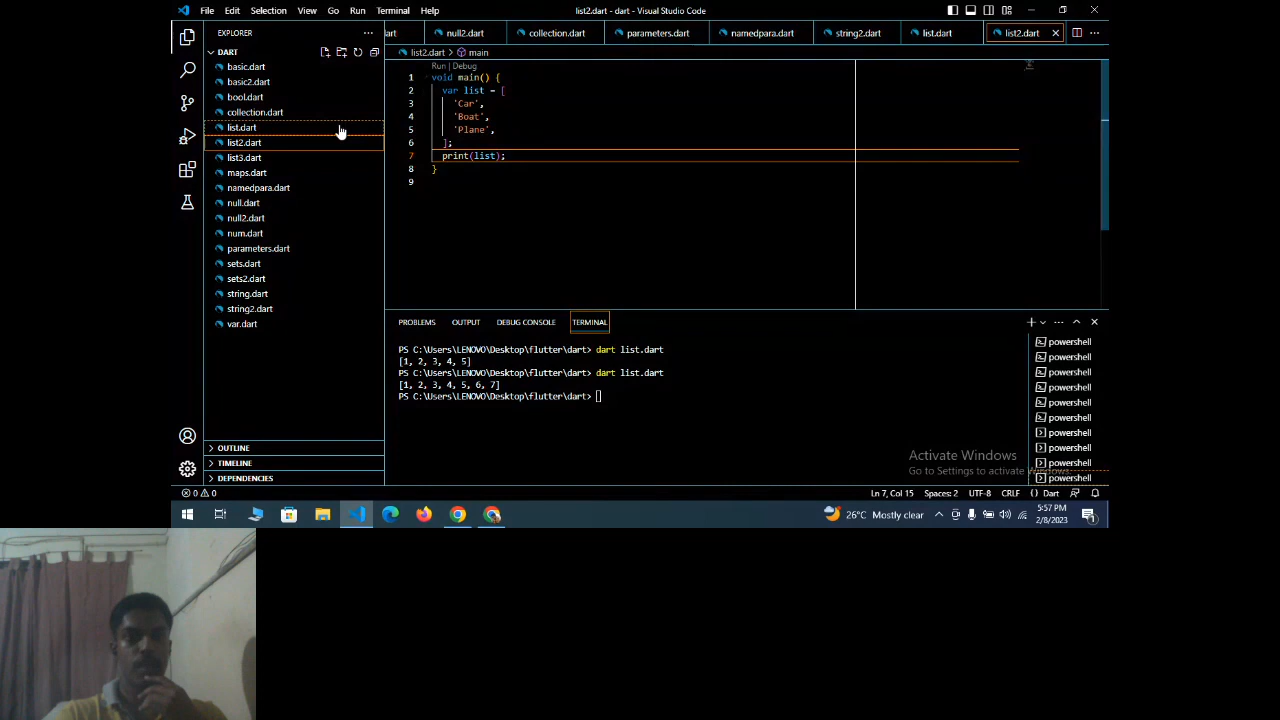 File Edit Selection View Go Run Terminal Help
list2.dart - dart - Visual Studio Code
EXPLORER
DART
basic.dart
basic2.dart
bool.dart
collection.dart
list.dart
list2.dart
list3.dart
maps.dart
namedpara.dart
null.dart
null2.dart
num.dart
parameters.dart
sets.dart
sets2.dart
string.dart
string2.dart
var.dart
OUTLINE
TIMELINE
DEPENDENCIES
art null2.dart collection.dart parameters.dart namedpara.dart string2.dart list.dart list2.dart
list2.dart > main
Run | Debug
1 void main() {
2 var list = [
3 'Car',
4 'Boat',
5 'Plane',
6 ];
7 print(list);
8 }
9
PROBLEMS OUTPUT DEBUG CONSOLE TERMINAL
PS C:\Users\LENOVO\Desktop\flutter\dart> dart list.dart
[1, 2, 3, 4, 5]
PS C:\Users\LENOVO\Desktop\flutter\dart> dart list.dart
[1, 2, 3, 4, 5, 6, 7]
PS C:\Users\LENOVO\Desktop\flutter\dart>
powershell
powershell
powershell
powershell
powershell
powershell
powershell
powershell
powershell
powershell
Activate Windows
Go to Settings to activate Windows.
0 0
Ln 7, Col 15 Spaces: 2 UTF-8 CRLF { } Dart
26°C Mostly clear
5:57 PM
2/8/2023
1